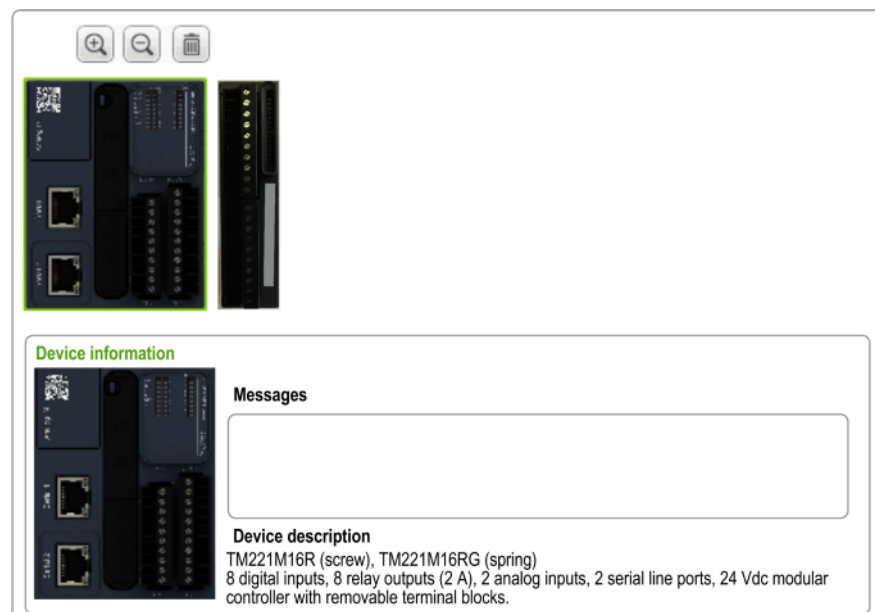 Device information
Messages
Device description
TM221M16R (screw), TM221M16RG (spring)
8 digital inputs, 8 relay outputs (2 A), 2 analog inputs, 2 serial line ports, 24 Vdc modular
controller with removable terminal blocks.